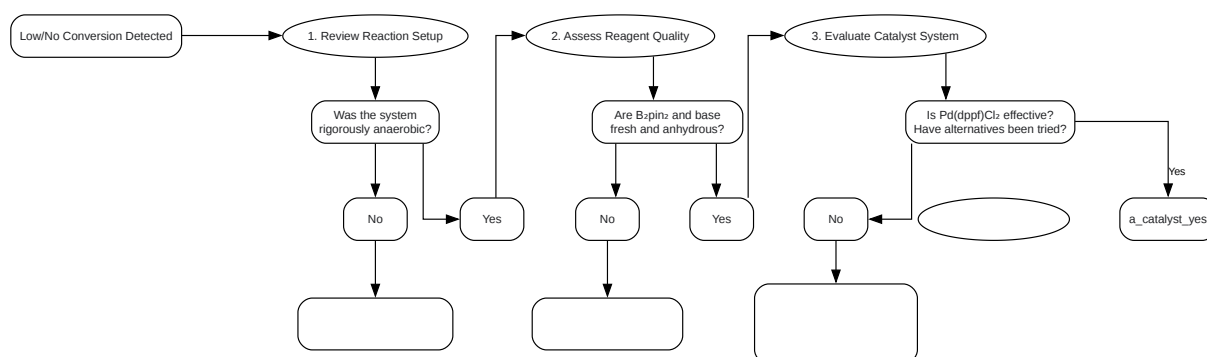 Low/No Conversion Detected
1. Review Reaction Setup
2. Assess Reagent Quality
3. Evaluate Catalyst System
Was the system
rigorously anaerobic?
Are B₂pin₂ and base
fresh and anhydrous?
Is Pd(dppf)Cl₂ effective?
Have alternatives been tried?
Yes
No
Yes
No
Yes
No
a_catalyst_yes